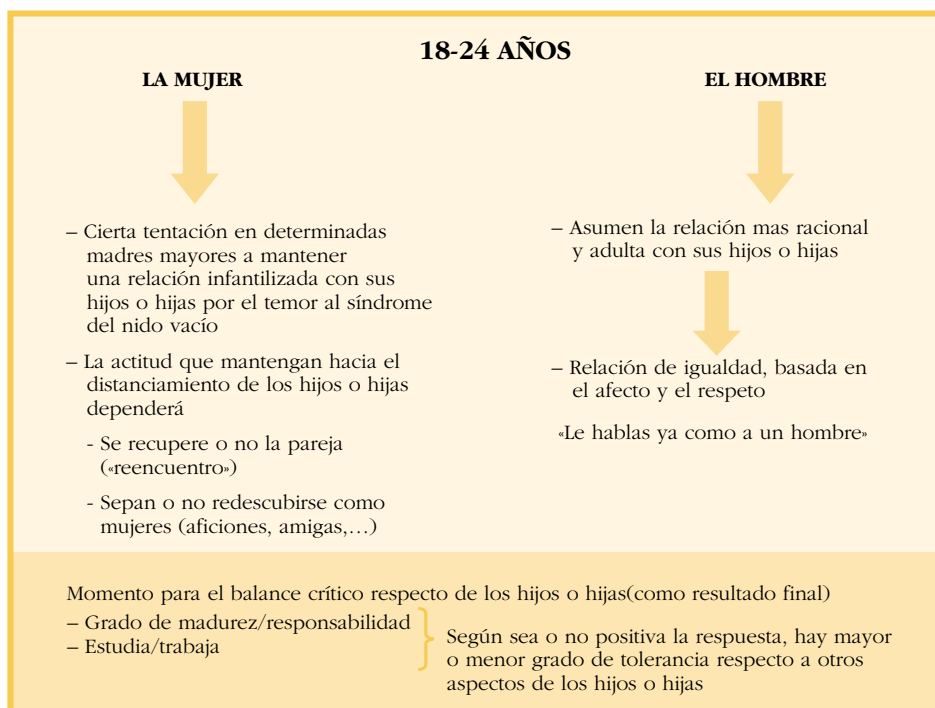 18-24 AÑOS
LA MUJER
– Cierta tentación en determinadas
madres mayores a mantener
una relación infantilizada con sus
hijos o hijas por el temor al síndrome
del nido vacío
– La actitud que mantengan hacia el
distanciamiento de los hijos o hijas
dependerá
- Se recupere o no la pareja
(«reencuentro»)
- Sepan o no redescubirse como
mujeres (aficiones, amigas,…)
EL HOMBRE
– Asumen la relación mas racional
y adulta con sus hijos o hijas
– Relación de igualdad, basada en
el afecto y el respeto
«Le hablas ya como a un hombre»
Momento para el balance crítico respecto de los hijos o hijas(como resultado final)
– Grado de madurez/responsabilidad
– Estudia/trabaja
Según sea o no positiva la respuesta, hay mayor
o menor grado de tolerancia respecto a otros
aspectos de los hijos o hijas